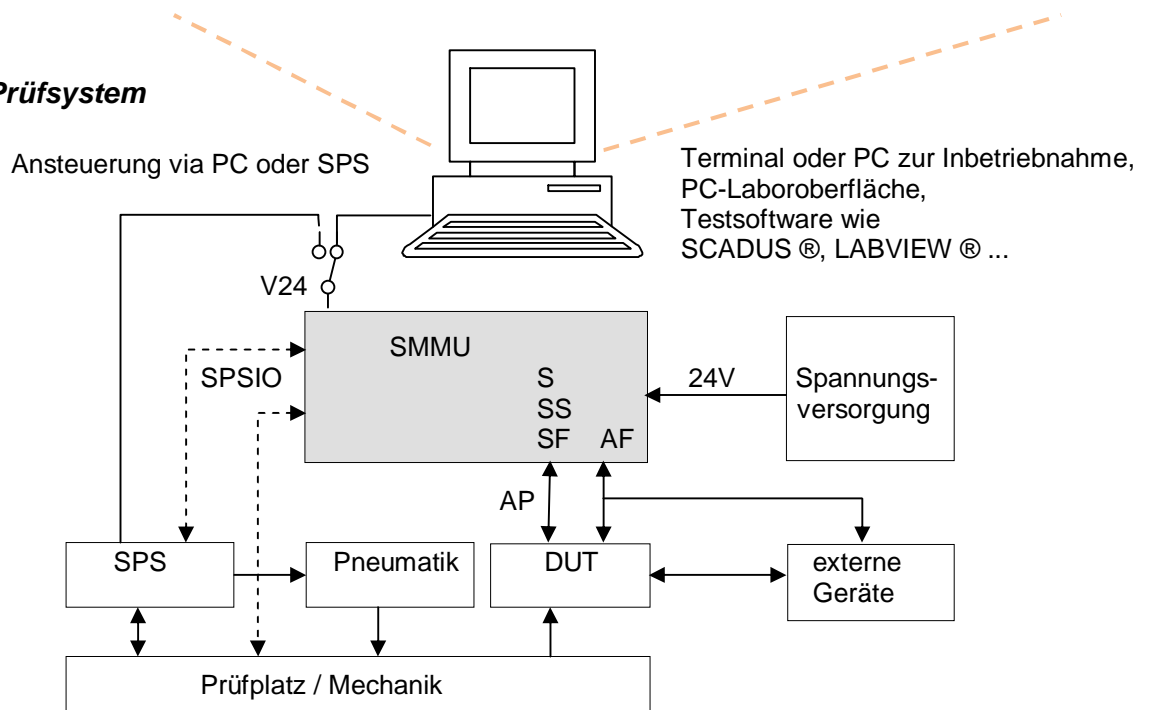 Prüfsystem
Ansteuerung via PC oder SPS
Terminal oder PC zur Inbetriebnahme,
PC-Laboroberfläche,
Testsoftware wie
SCADUS ®, LABVIEW ® ...
V24
SMMU
SPSIO
S
SS
SF AF
24V
Spannungs-
versorgung
AP
SPS
Pneumatik
DUT
externe
Geräte
Prüfplatz / Mechanik